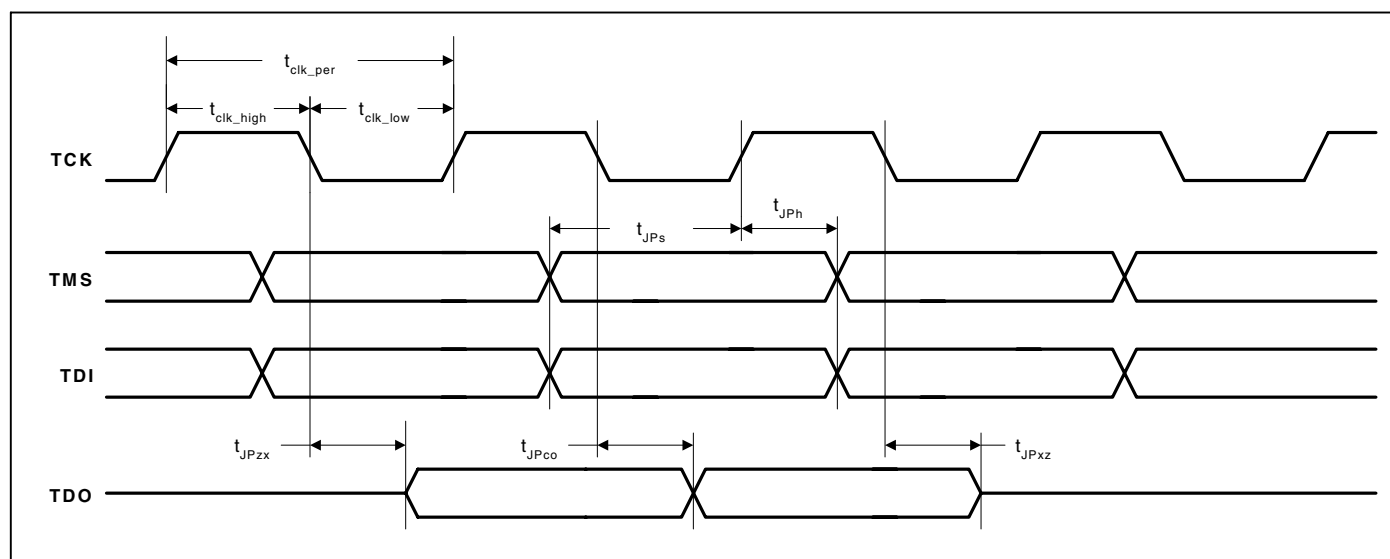 t_clk_per
t_clk_high t_clk_low
TCK
t_JPh
t_JPs
TMS
TDI
t_JPzx t_JPco t_JPxz
TDO